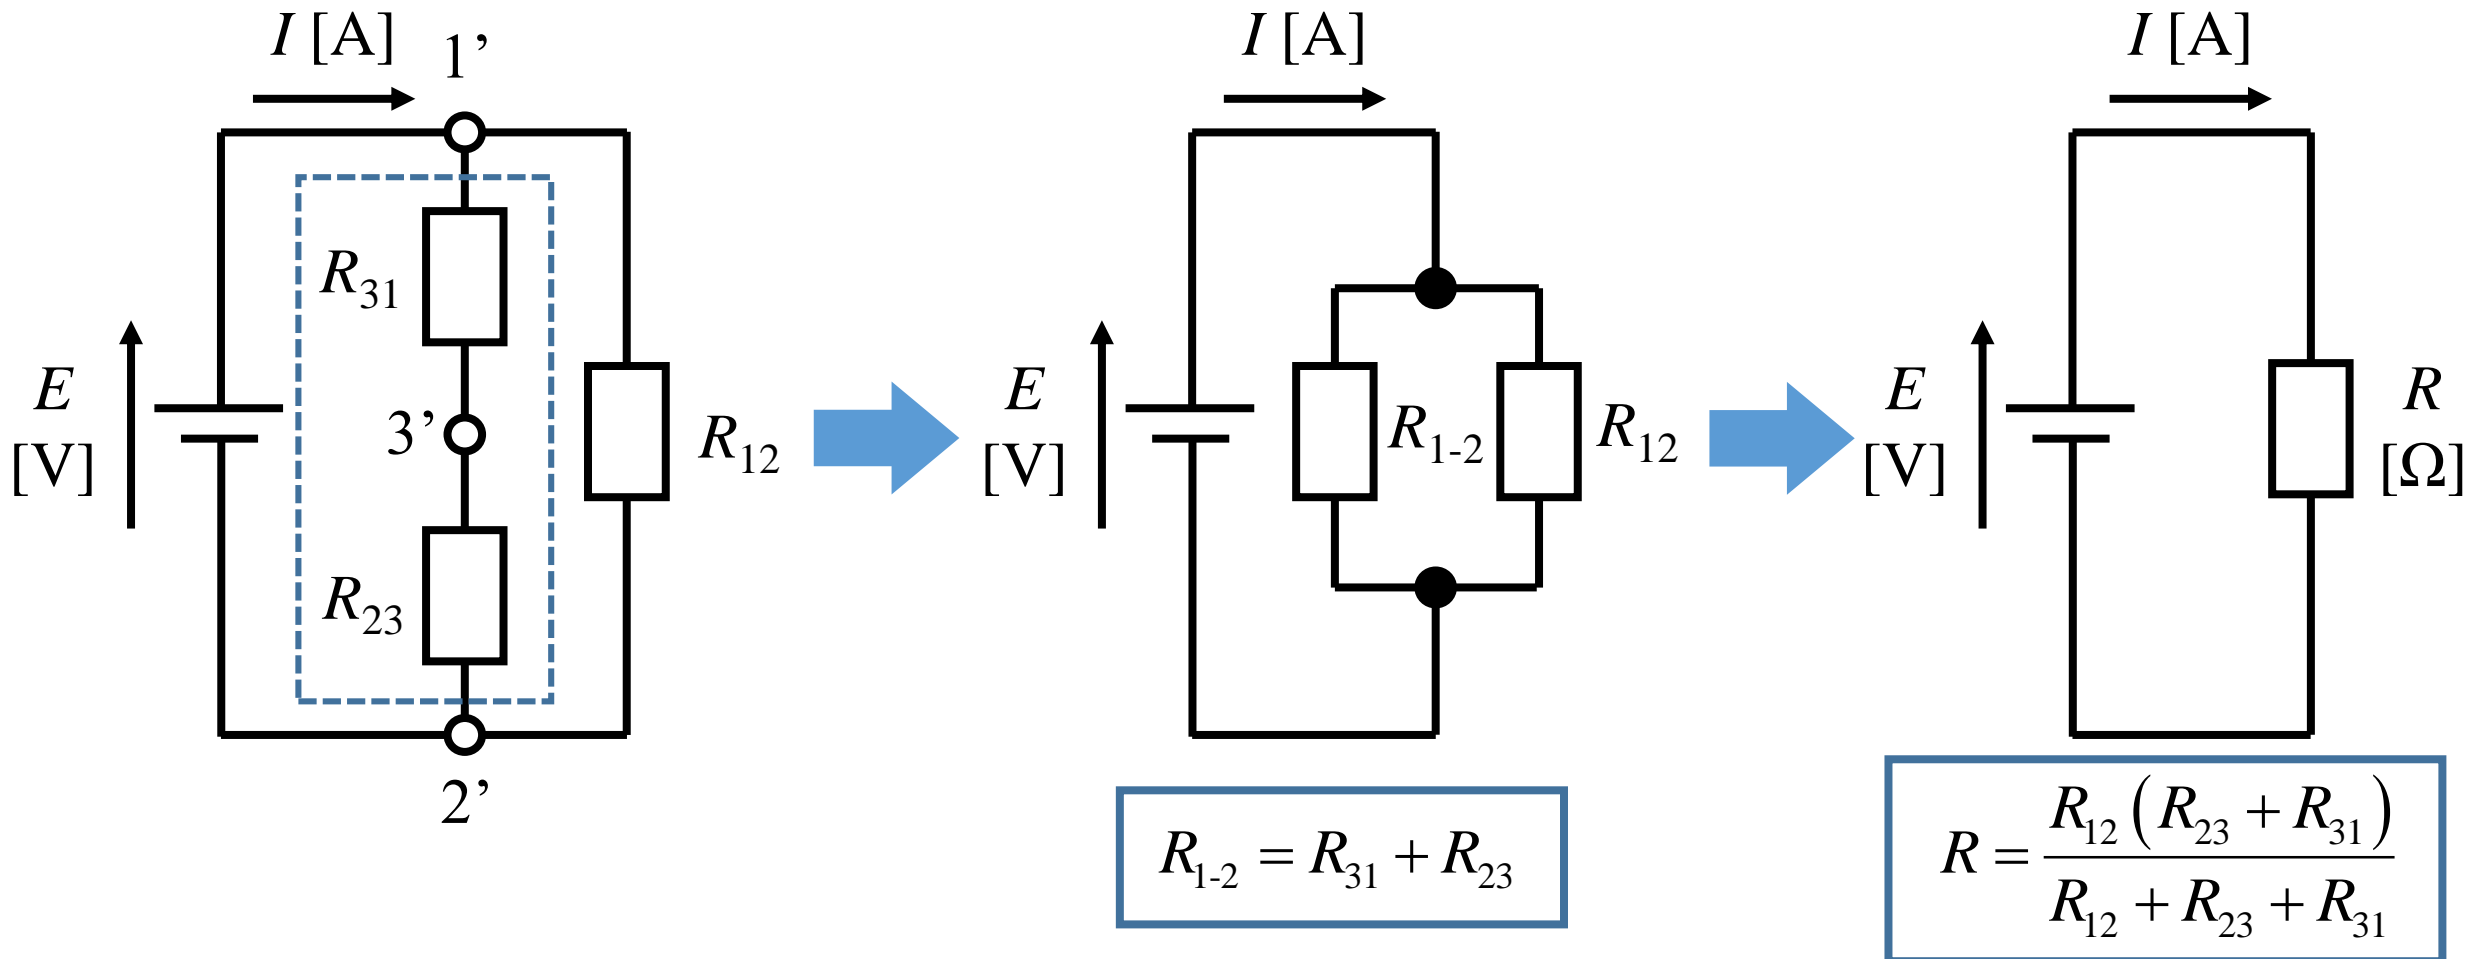 I [A]
1’
R31
E
[V]
3’
R12
R23
2’
I [A]
E
[V]
R1-2
R12
R1-2 = R31 + R23
I [A]
E
[V]
R
[Ω]
R = R12 (R23 + R31) / R12 + R23 + R31